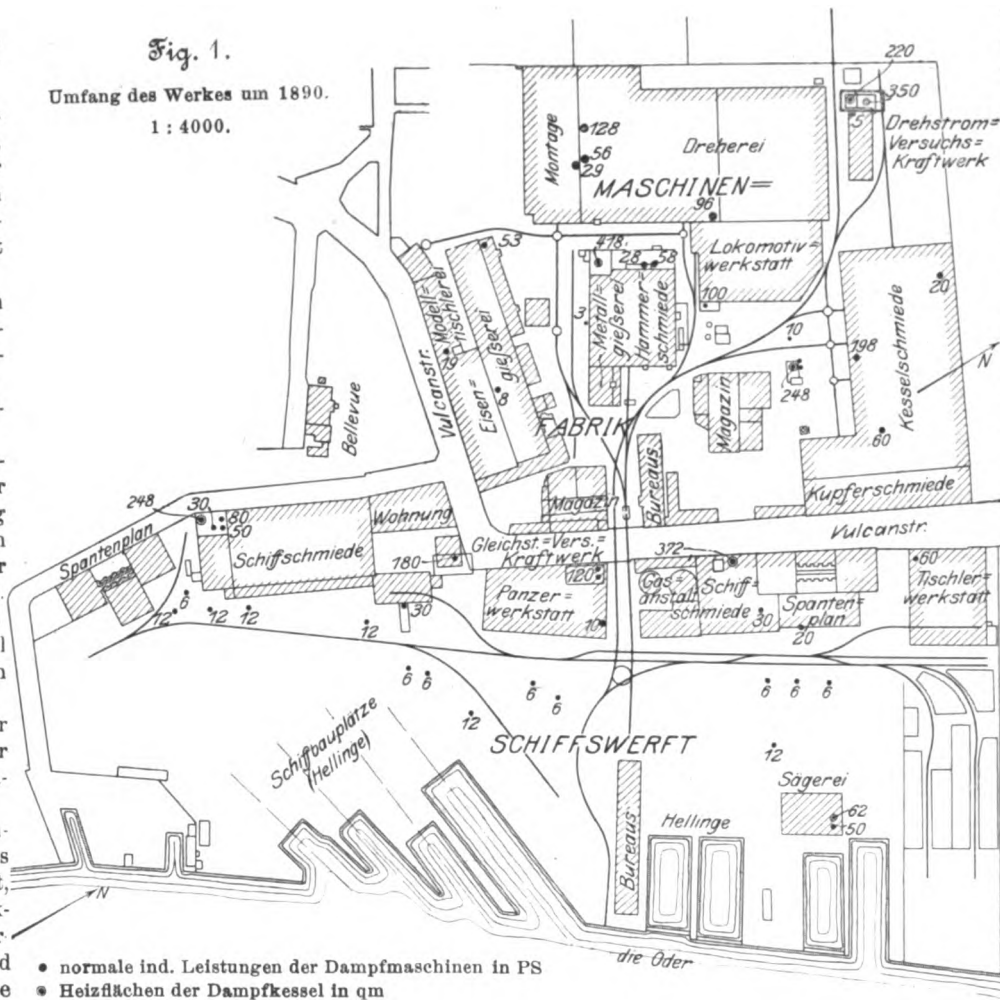 Fig. 1.
Umfang des Werkes um 1890.
1 : 4000.
220
350
5
Drehstrom=
Versuchs=
Kraftwerk
Montage
128
56
29
Dreherei
MASCHINEN=
96
53
418
28
58
Lokomotiv=
werkstatt
100
20
Modell=
tischlerei
Eisen=
gießerei
8
3
Metall=
gießerei
Hammer=
schmiede
10
198
248
Kesselschmiede
60
N
Vulcanstr.
Bellevue
FABRIK
Magazin
Bureaus
Kupferschmiede
Magazin
Vulcanstr.
248
30
80
50
Wohnung
Schiffschmiede
Spantenplan
180
Gleichst.=Vers.=
Kraftwerk
120
372
Panzer=
werkstatt
10
Gas=
anstalt
Schiff=
schmiede
30
Spanten=
plan
20
60
Tischler=
werkstatt
6
12
12
12
12
30
6
6
6
6
12
6
6
6
12
Schiffbauplätze
(Hellinge)
SCHIFFSWERFT
Sägerei
62
50
Hellinge
Bureaus
N
die Oder
• normale ind. Leistungen der Dampfmaschinen in PS
Heizflächen der Dampfkessel in qm